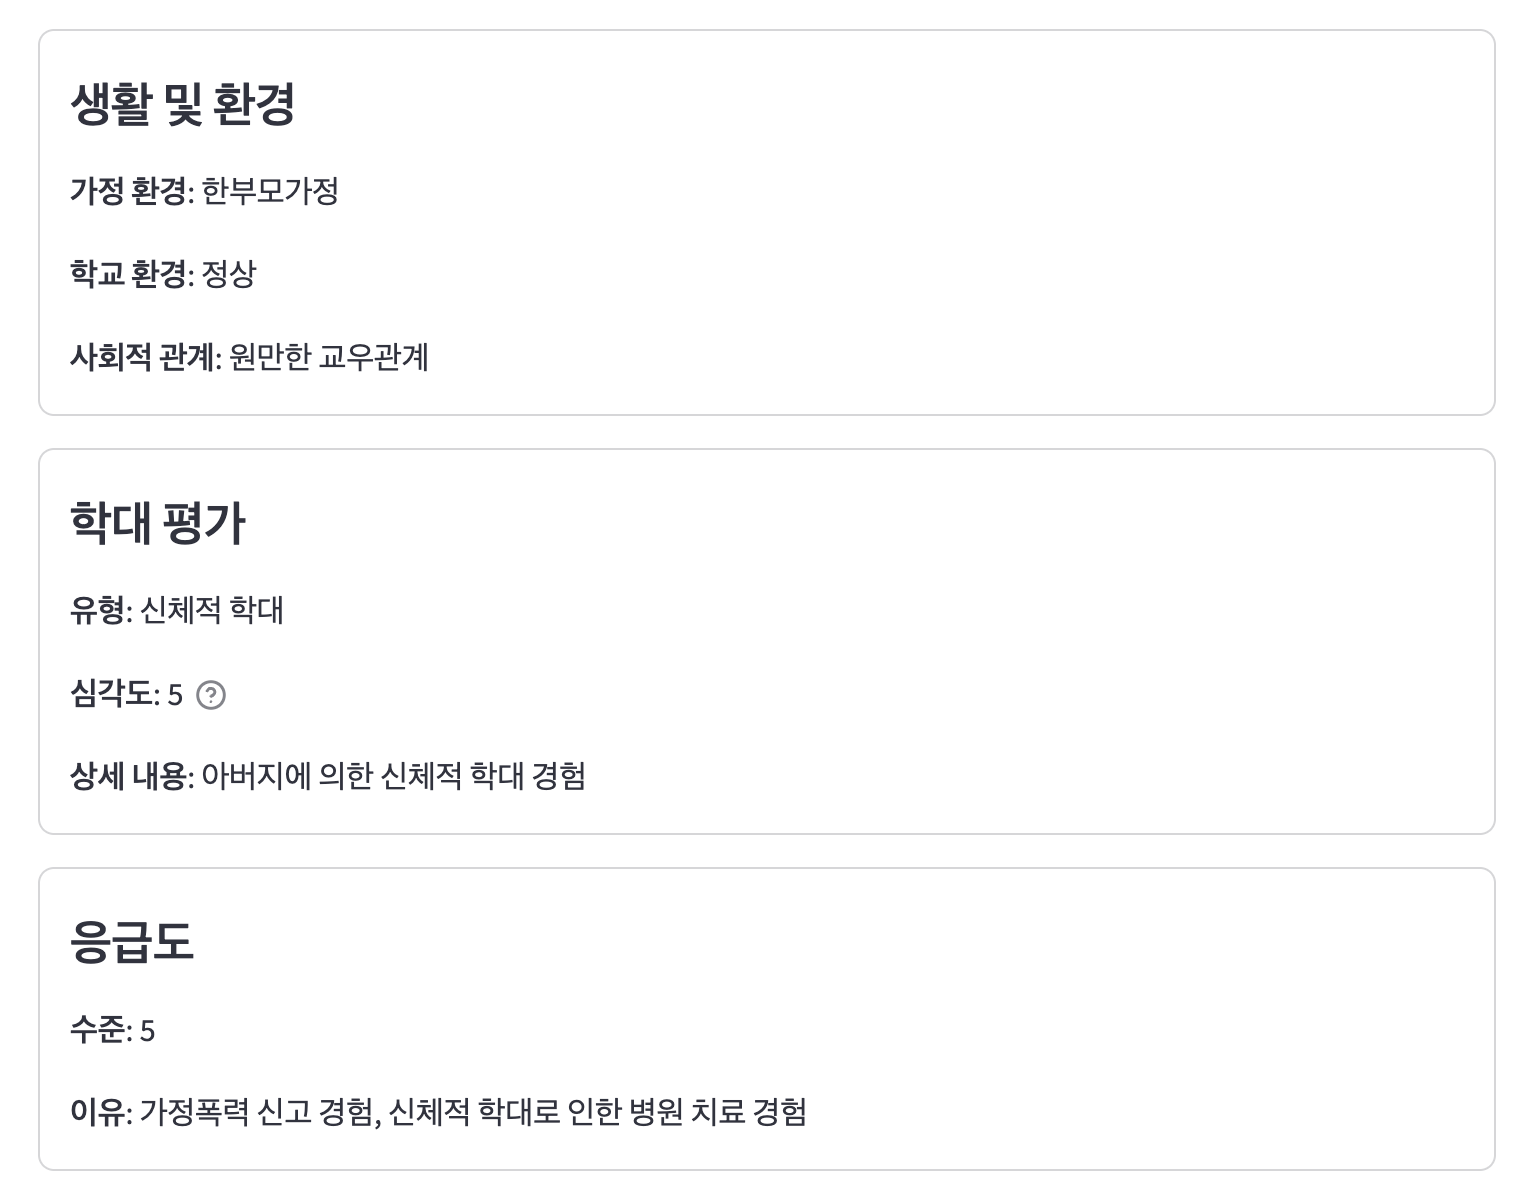 생활 및 환경
가정 환경: 한부모가정
학교 환경: 정상
사회적 관계: 원만한 교우관계
학대 평가
유형: 신체적 학대
심각도: 5 ?
상세 내용: 아버지에 의한 신체적 학대 경험
응급도
수준: 5
이유: 가정폭력 신고 경험, 신체적 학대로 인한 병원 치료 경험